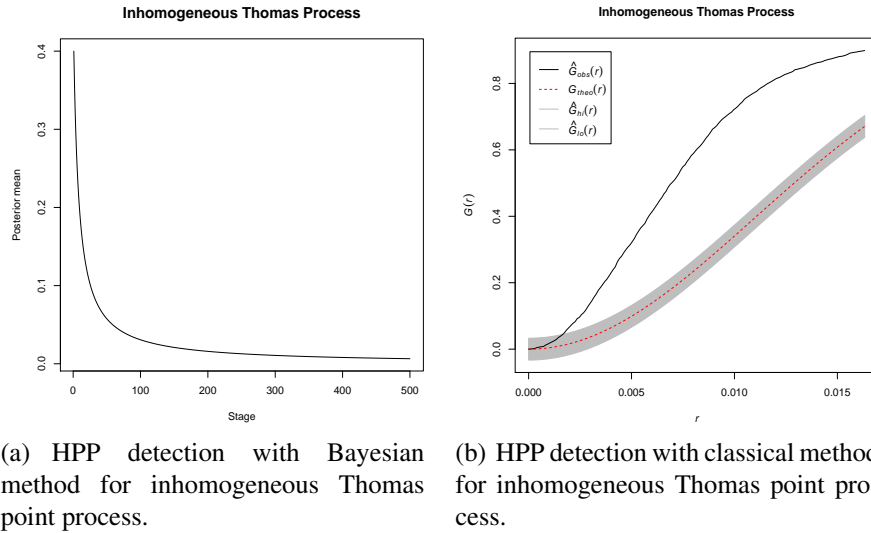 Inhomogeneous Thomas Process
Posterior mean
0.0
0.1
0.2
0.3
0.4
0
100
200
300
400
500
Stage
(a) HPP detection with Bayesian
method for inhomogeneous Thomas
point process.
Inhomogeneous Thomas Process
Ĝobs(r)
Gtheo(r)
Ĝhi(r)
Ĝlo(r)
G(r)
0.0
0.2
0.4
0.6
0.8
0.000
0.005
0.010
0.015
r
(b) HPP detection with classical method
for inhomogeneous Thomas point pro
cess.